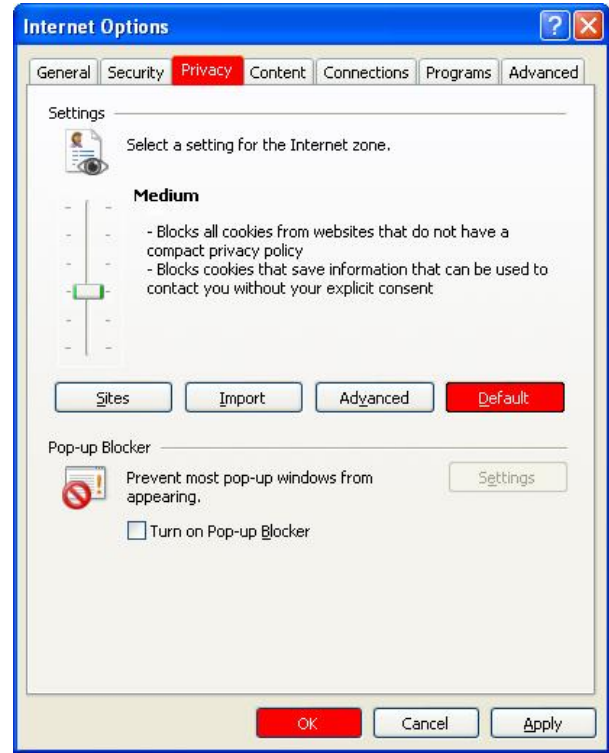 Internet Options
General Security Privacy Content Connections Programs Advanced
Settings
Select a setting for the Internet zone.
Medium
- Blocks all cookies from websites that do not have a
compact privacy policy
- Blocks cookies that save information that can be used to
contact you without your explicit consent
Sites Import Advanced Default
Pop-up Blocker
Prevent most pop-up windows from
appearing.
Settings
Turn on Pop-up Blocker
OK Cancel Apply